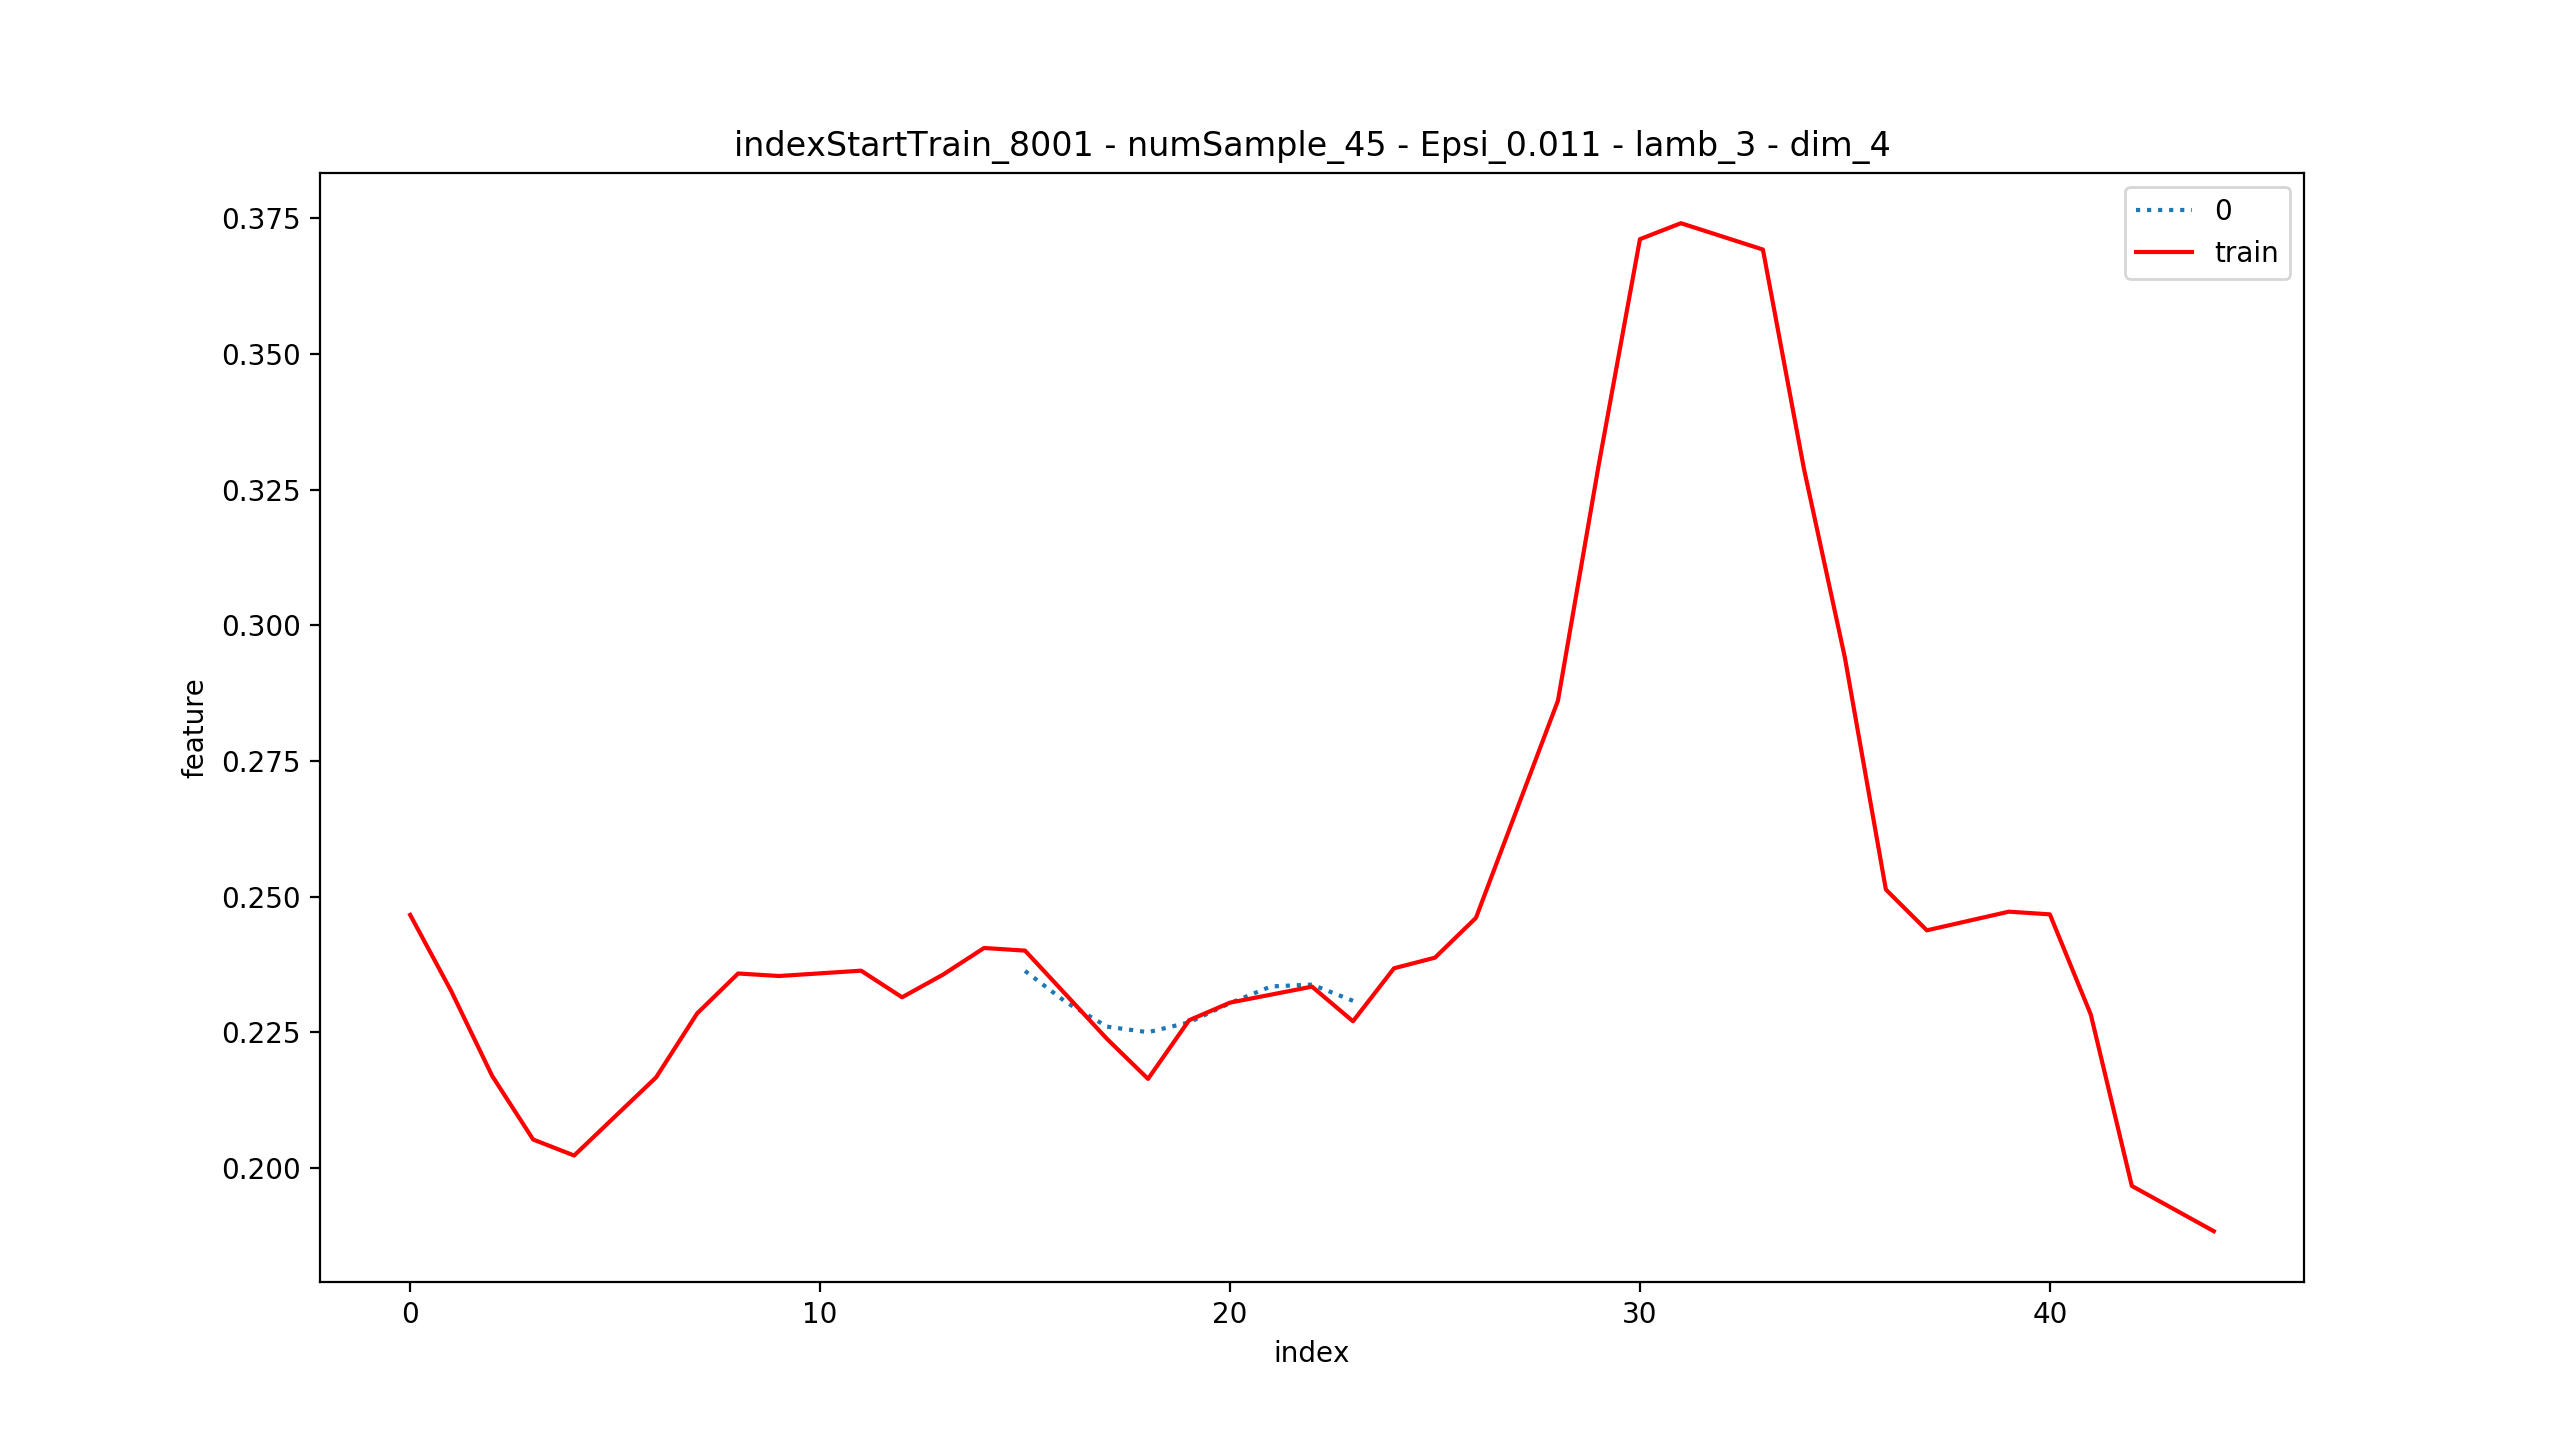 indexStartTrain_8001 - numSample_45 - Epsi_0.011 - lamb_3 - dim_4
0
train
0.375
0.350
0.325
0.300
0.275
0.250
0.225
0.200
feature
0 10 20 30 40
index